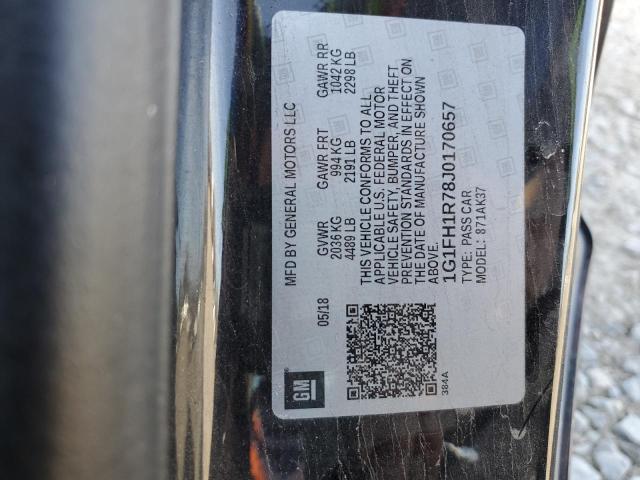 MFD BY GENERAL MOTORS LLC
05/18
GVWR GAWR FRT GAWR RR
2036 KG 994 KG 1042 KG
4489 LB 2191 LB 2298 LB
THIS VEHICLE CONFORMS TO ALL
APPLICABLE U.S. FEDERAL MOTOR
VEHICLE SAFETY, BUMPER, AND THEFT
PREVENTION STANDARDS IN EFFECT ON
THE DATE OF MANUFACTURE SHOWN
ABOVE.
1G1FH1R78J0170657
TYPE: PASS CAR
MODEL: 871AK37
GM
384A